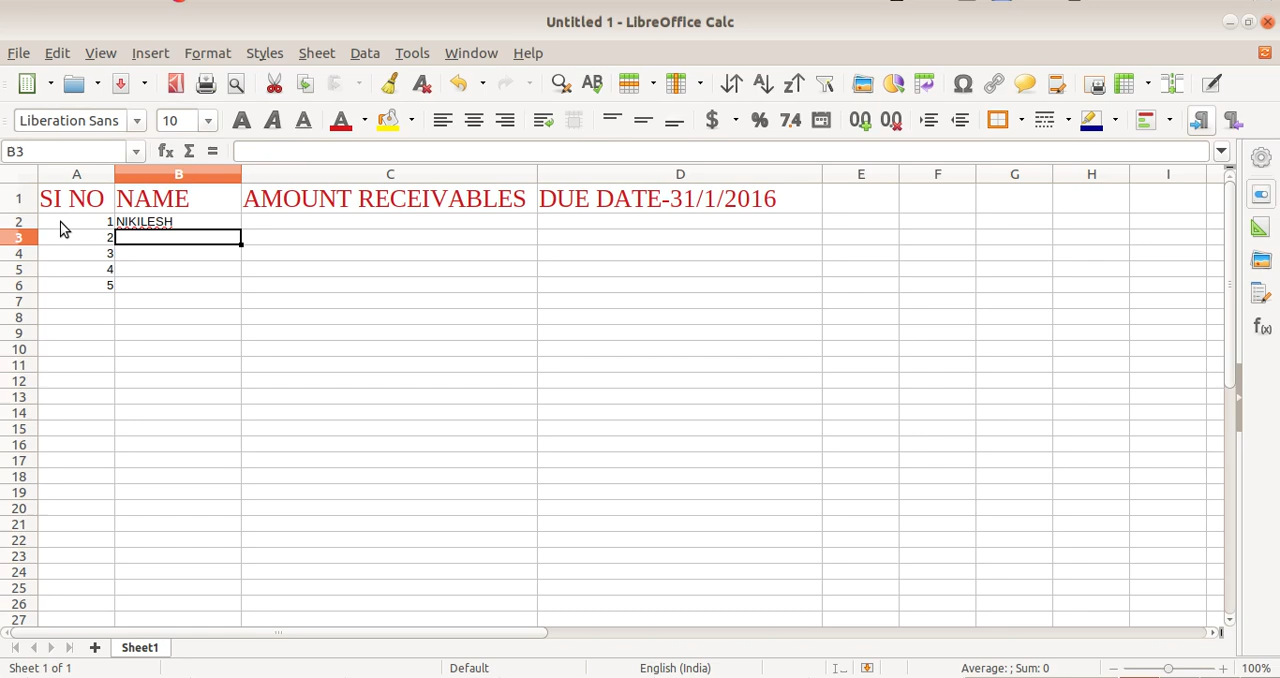 Untitled 1 - LibreOffice Calc
File Edit View Insert Format Styles Sheet Data Tools Window Help
Liberation Sans 10
B3
A B C D E F G H I
1 SI NO NAME AMOUNT RECEIVABLES DUE DATE-31/1/2016
2 1 NIKILESH
3 2
4 3
5 4
6 5
7
8
9
10
11
12
13
14
15
16
17
18
19
20
21
22
23
24
25
26
27
Sheet1
Sheet 1 of 1 Default English (India) Average: ; Sum: 0 100%